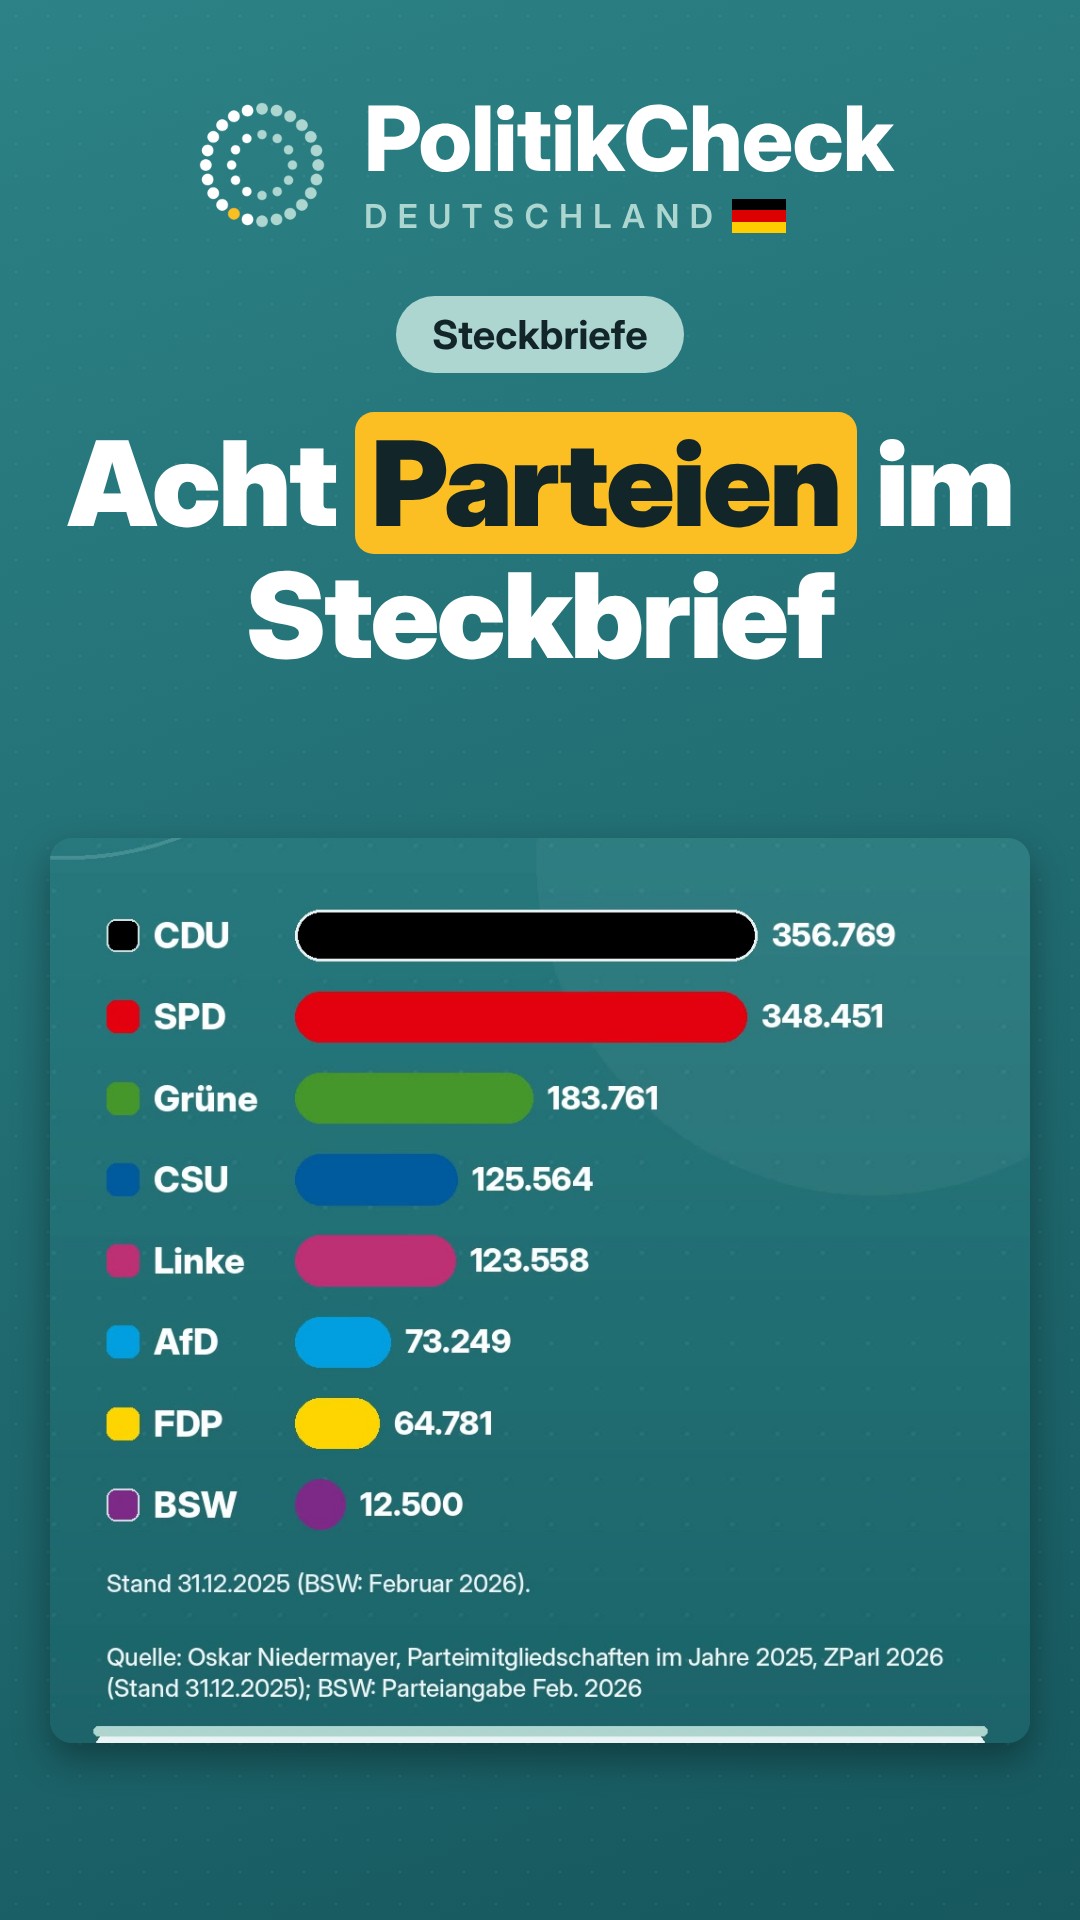 PolitikCheck
DEUTSCHLAND
Steckbriefe
Acht Parteien im
Steckbrief
CDU 356.769
SPD 348.451
Grüne 183.761
CSU 125.564
Linke 123.558
AfD 73.249
FDP 64.781
BSW 12.500
Stand 31.12.2025 (BSW: Februar 2026).
Quelle: Oskar Niedermayer, Parteimitgliedschaften im Jahre 2025, ZParl 2026
(Stand 31.12.2025); BSW: Parteiangabe Feb. 2026